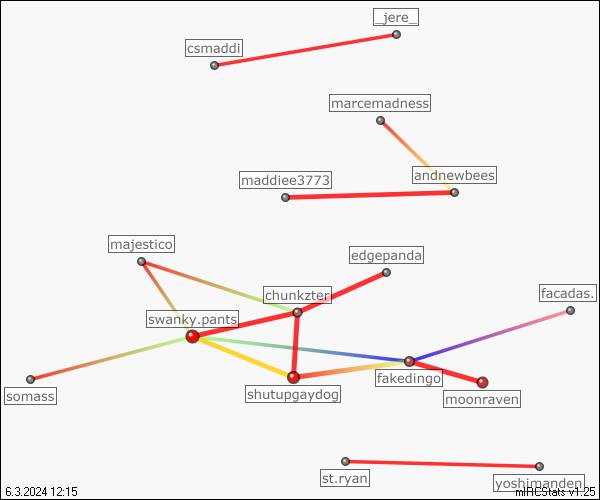 _jere_
csmaddi
marcemadness
andnewbees
maddiee3773
majestico
edgepanda
chunkzter
facadas.
swanky.pants
fakedingo
somass
shutupgaydog
moonraven
st.ryan
yoshimanden
6.3.2024 12:15
mIRCStats v1.25